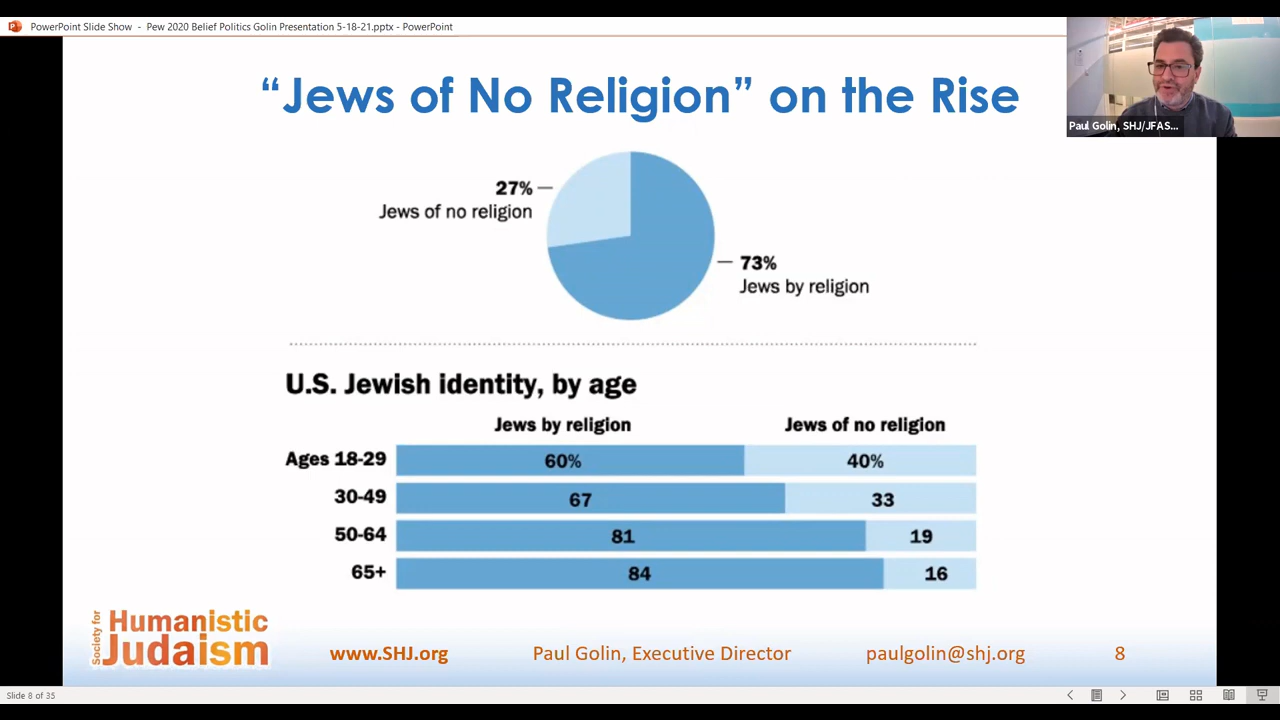 PowerPoint Slide Show - Pew 2020 Belief Politics Golin Presentation 5-18-21.pptx - PowerPoint
“Jews of No Religion” on the Rise
Paul Golin, SHJ/JFAS...
27%
Jews of no religion
73%
Jews by religion
U.S. Jewish identity, by age
Jews by religion Jews of no religion
Ages 18-29 60% 40%
30-49 67 33
50-64 81 19
65+ 84 16
Society for
Humanistic
Judaism
www.SHJ.org Paul Golin, Executive Director paulgolin@shj.org 8
Slide 8 of 35